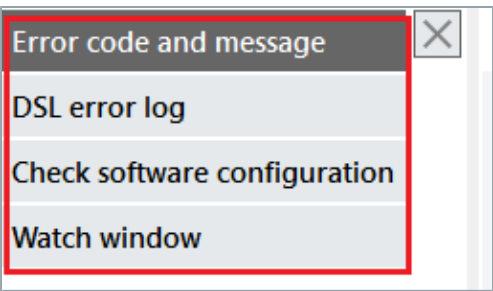 Error code and message
DSL error log
Check software configuration
Watch window